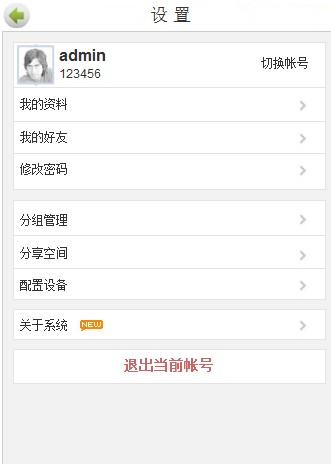 设 置
admin
123456
切换帐号
我的资料
我的好友
修改密码
分组管理
分享空间
配置设备
关于系统 NEW
退出当前帐号